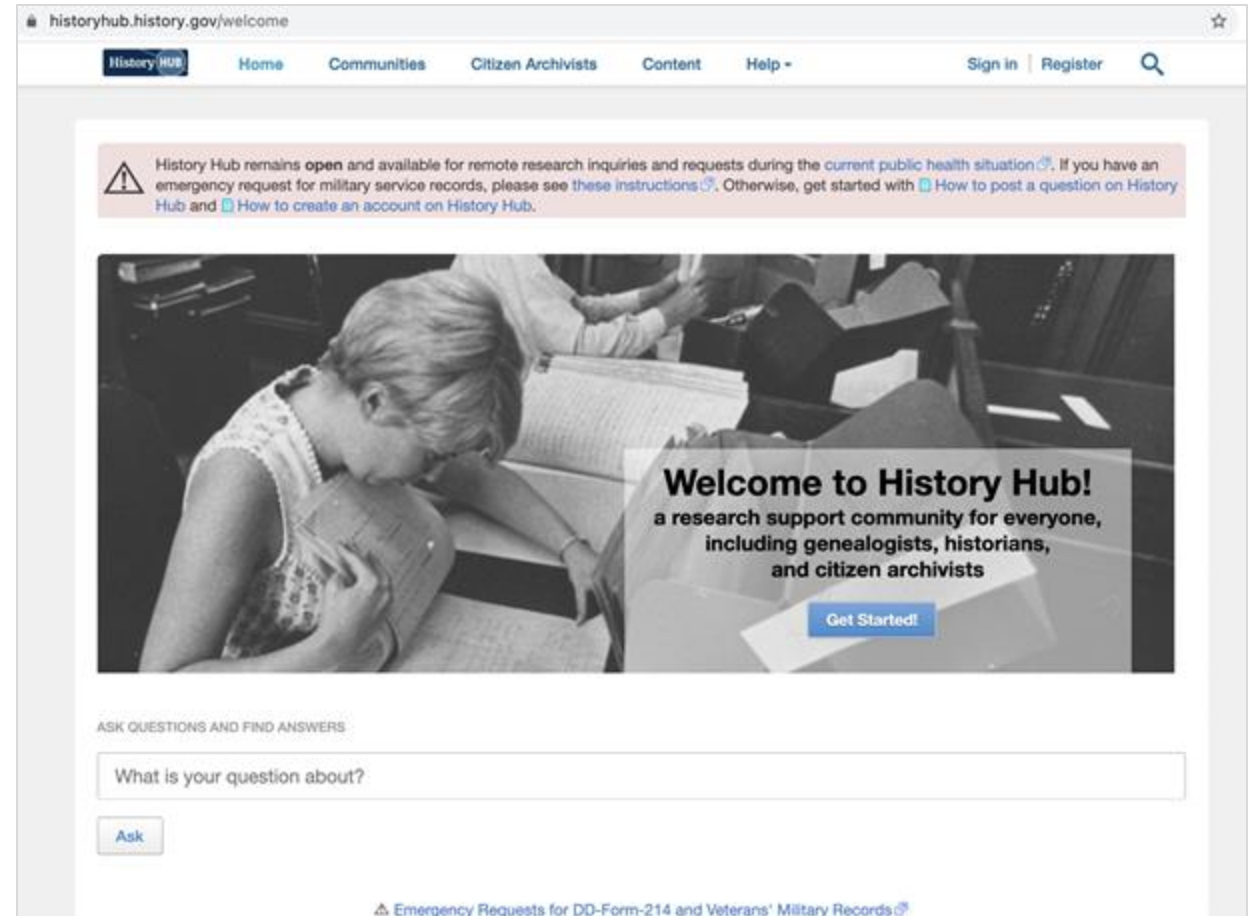 historyhub.history.gov/welcome
History HUB Home Communities Citizen Archivists Content Help Sign in Register
History Hub remains open and available for remote research inquiries and requests during the current public health situation. If you have an
emergency request for military service records, please see these instructions. Otherwise, get started with How to post a question on History
Hub and How to create an account on History Hub.
Welcome to History Hub!
a research support community for everyone,
including genealogists, historians,
and citizen archivists
Get Started!
ASK QUESTIONS AND FIND ANSWERS
What is your question about?
Ask
Emergency Requests for DD-Form-214 and Veterans' Military Records